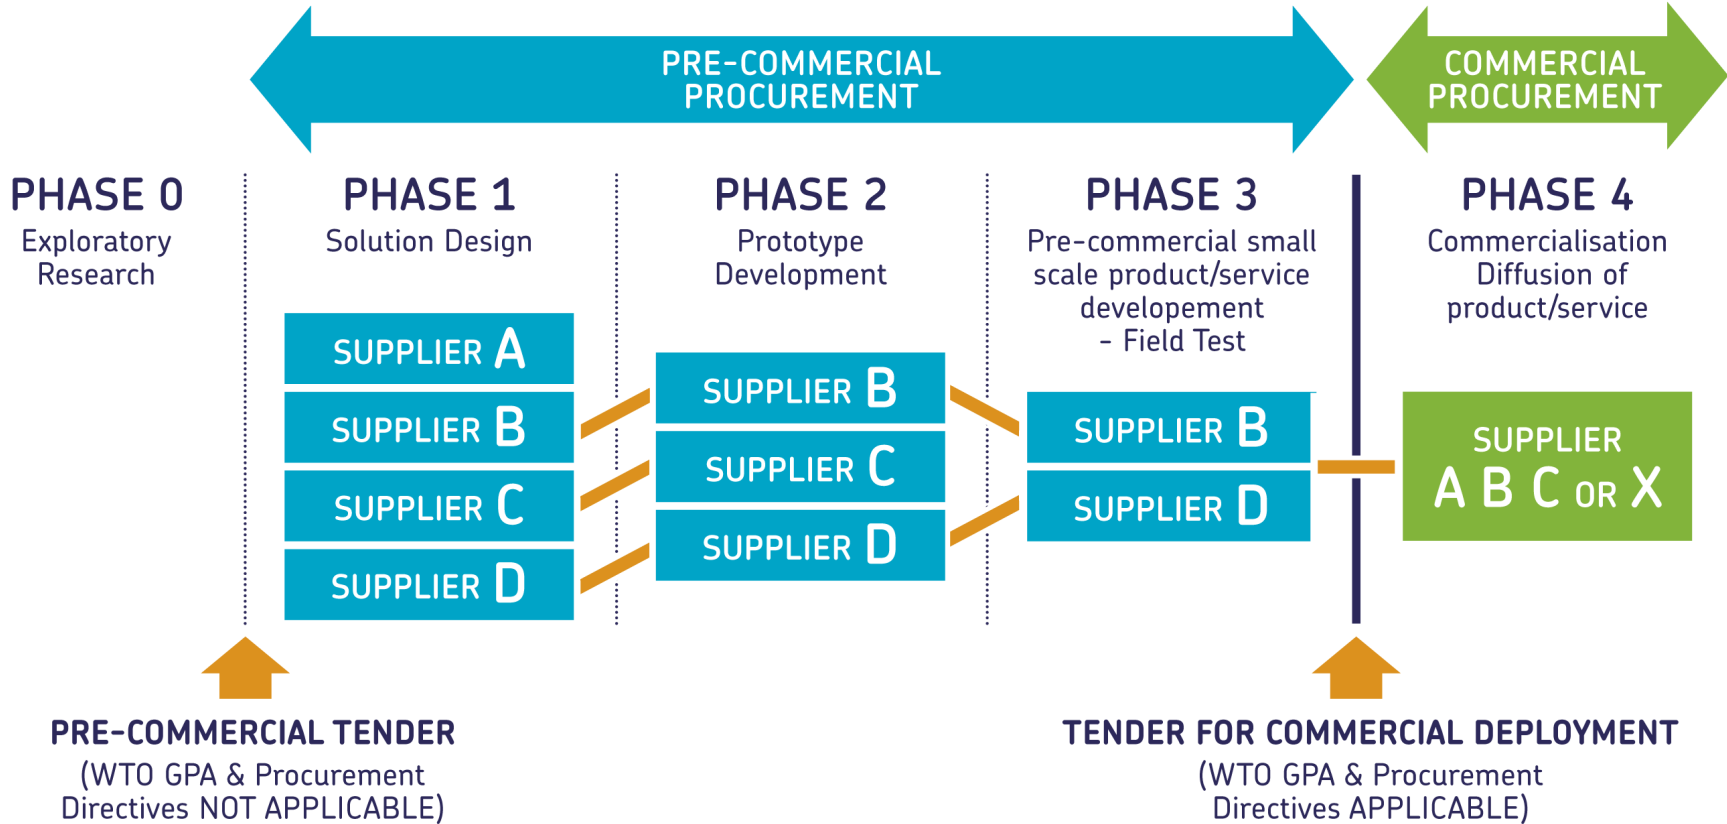 PRE-COMMERCIAL
PROCUREMENT
COMMERCIAL
PROCUREMENT
PHASE 0
Exploratory
Research
PHASE 1
Solution Design
PHASE 2
Prototype
Development
PHASE 3
Pre-commercial small
scale product/service
developement
- Field Test
PHASE 4
Commercialisation
Diffusion of
product/service
SUPPLIER A
SUPPLIER B
SUPPLIER C
SUPPLIER D
SUPPLIER B
SUPPLIER C
SUPPLIER D
SUPPLIER B
SUPPLIER D
SUPPLIER
A B C OR X
PRE-COMMERCIAL TENDER
(WTO GPA & Procurement
Directives NOT APPLICABLE)
TENDER FOR COMMERCIAL DEPLOYMENT
(WTO GPA & Procurement
Directives APPLICABLE)